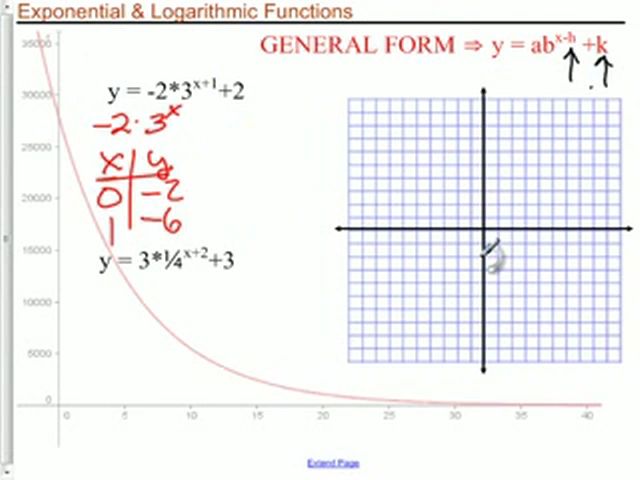 Exponential & Logarithmic Functions
GENERAL FORM ⇒ y = ab^(x-h) + k
y = -2*3^(x+1)+2
-2·3^x
x y
0 -2
1 -6
y = 3*¼^(x+2)+3
35000
30000
25000
20000
15000
10000
5000
0
0 5 10 15 20 25 30 35 40
Extend Page